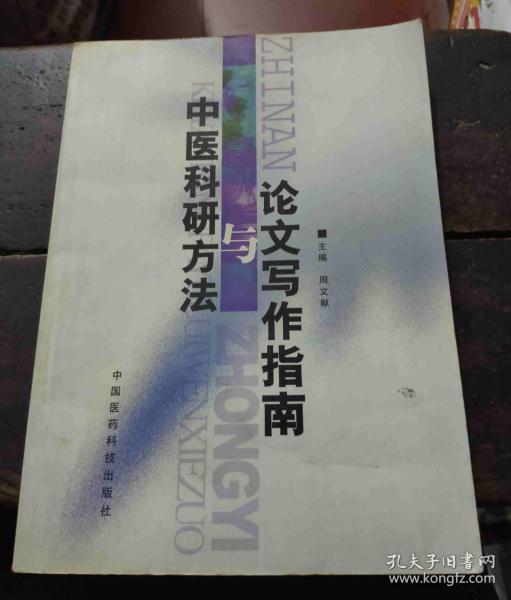 中医科研方法
与
论文写作指南
■主编 周文献
中国医药科技出版社
ZHINAN
ZHONGYI
孔夫子旧书网
www.kongfz.com